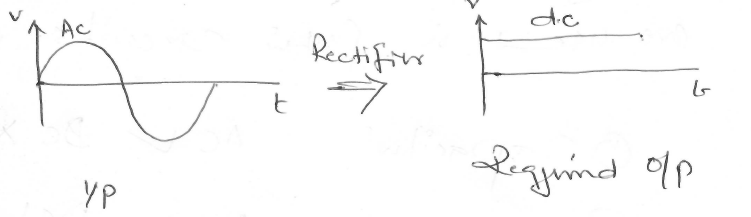 V
Ac
t
I/P
Rectifier
V
d.c
t
Required o/p